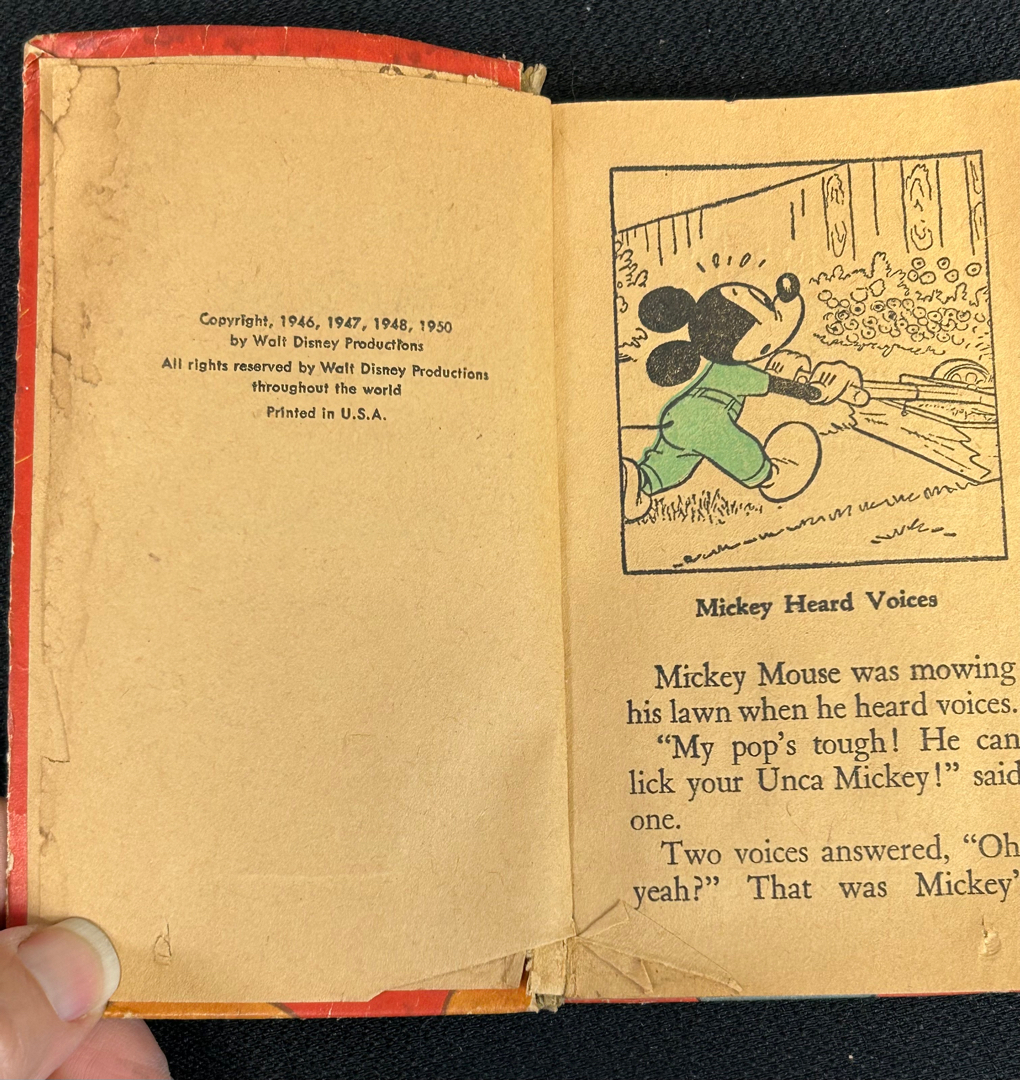 Copyright, 1946, 1947, 1948, 1950
by Walt Disney Productions
All rights reserved by Walt Disney Productions
throughout the world
Printed in U.S.A.
Mickey Heard Voices
Mickey Mouse was mowing
his lawn when he heard voices.
“My pop’s tough! He can
lick your Unca Mickey!” said
one.
Two voices answered, “Oh
yeah?” That was Mickey’